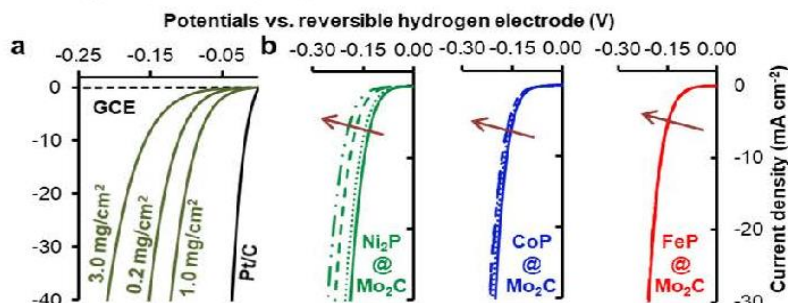 Potentials vs. reversible hydrogen electrode (V)
a
-0.25 -0.15 -0.05
b
-0.30 -0.15 0.00
-0.30 -0.15 0.00
-0.30 -0.15 0.00
0
-10
-20
-30
-40
GCE
3.0 mg/cm²
0.2 mg/cm²
1.0 mg/cm²
Pt/C
Ni₂P
@
Mo₂C
CoP
@
Mo₂C
FeP
@
Mo₂C
0
-10
-20
-30
Current density (mA cm⁻²)